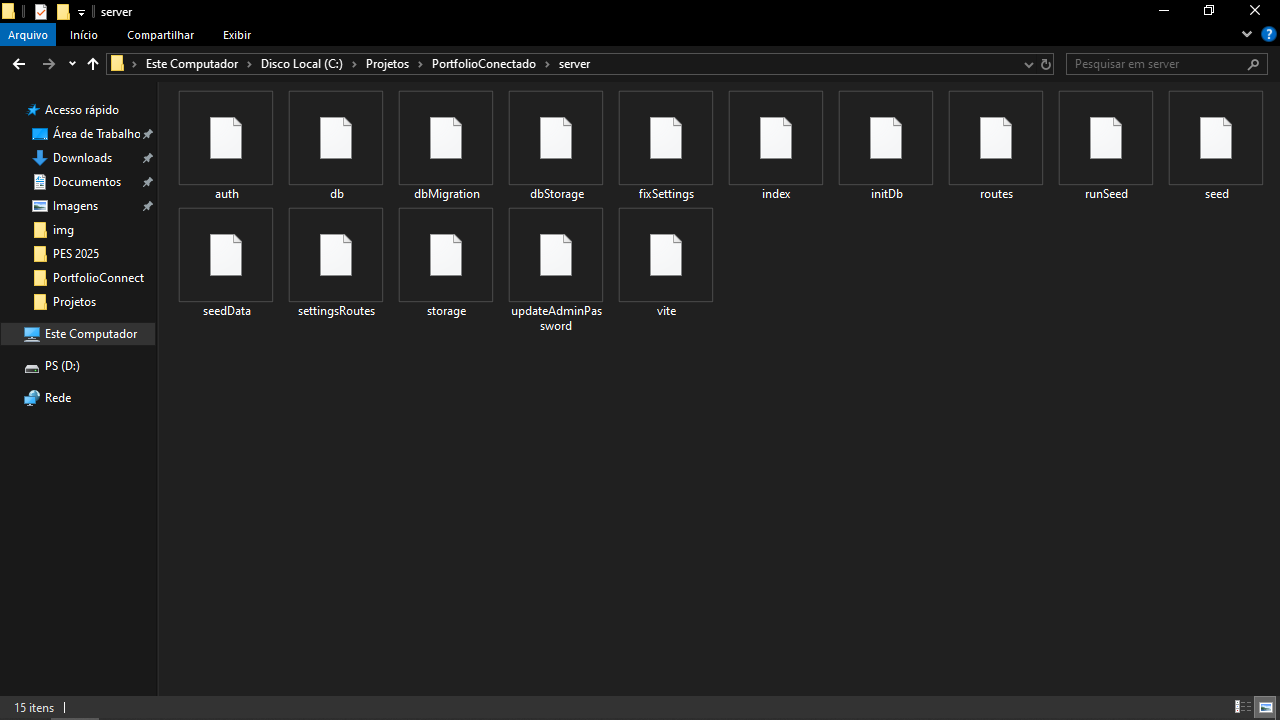 server
Arquivo
Início
Compartilhar
Exibir
Este Computador
Disco Local (C:)
Projetos
PortfolioConectado
server
Pesquisar em server
Acesso rápido
Área de Trabalho
Downloads
Documentos
Imagens
img
PES 2025
PortfolioConnect
Projetos
Este Computador
PS (D:)
Rede
auth
db
dbMigration
dbStorage
fixSettings
index
initDb
routes
runSeed
seed
seedData
settingsRoutes
storage
updateAdminPas
sword
vite
15 itens